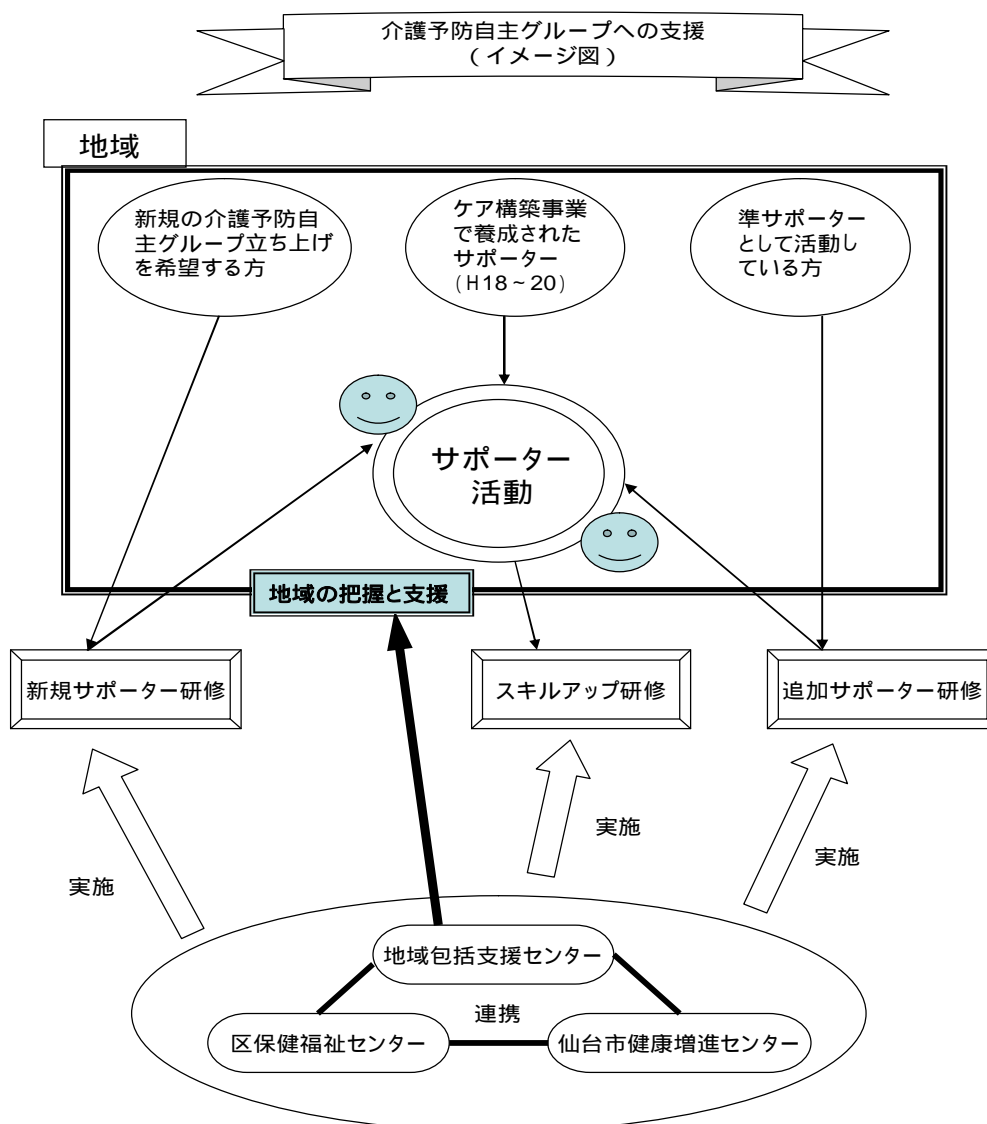 介護予防自主グループへの支援
（イメージ図）
地域
新規の介護予防自
主グループ立ち上げ
を希望する方
ケア構築事業
で養成された
サポーター
(H18～20)
準サポーター
として活動し
ている方
サポーター
活動
地域の把握と支援
新規サポーター研修
スキルアップ研修
追加サポーター研修
実施
実施
実施
地域包括支援センター
連携
区保健福祉センター
仙台市健康増進センター